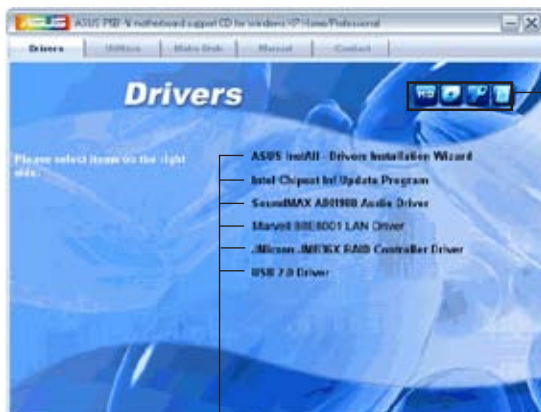 ASUS P5B-V motherboard support CD for windows XP Home/Professional
Drivers Utilities Make Disk Manual Contact
Drivers
Please select items on the right
side.
ASUS InstAll - Drivers Installation Wizard
Intel Chipset Inf Update Program
SoundMAX AD1988 Audio Driver
Marvell 88E8001 LAN Driver
JMicron JMB36X RAID Controller Driver
USB 2.0 Driver